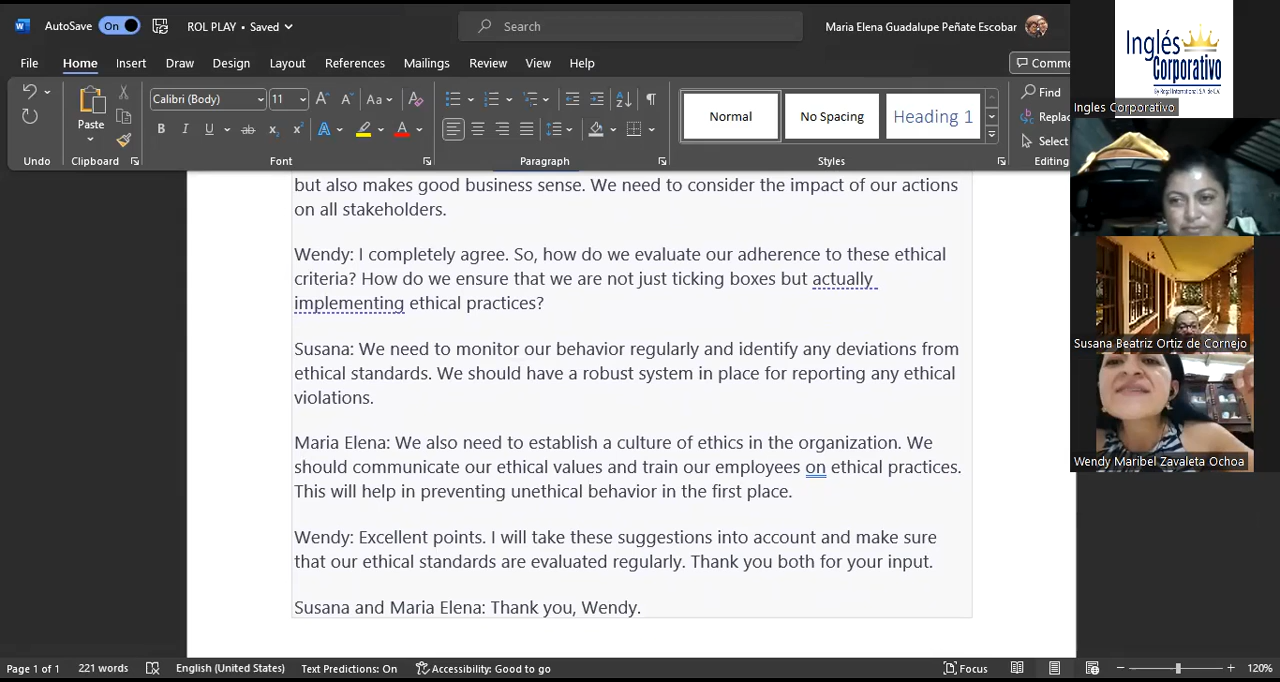 AutoSave On ROL PLAY • Saved Search Maria Elena Guadalupe Peñate Escobar
File Home Insert Draw Design Layout References Mailings Review View Help Comme
Calibri (Body) 11 Aa
Paste
B I U ab x₂ x² A A
Normal No Spacing Heading 1
Find
Replac
Select
Undo Clipboard Font Paragraph Styles Editing
but also makes good business sense. We need to consider the impact of our actions
on all stakeholders.
Wendy: I completely agree. So, how do we evaluate our adherence to these ethical
criteria? How do we ensure that we are not just ticking boxes but actually
implementing ethical practices?
Susana: We need to monitor our behavior regularly and identify any deviations from
ethical standards. We should have a robust system in place for reporting any ethical
violations.
Maria Elena: We also need to establish a culture of ethics in the organization. We
should communicate our ethical values and train our employees on ethical practices.
This will help in preventing unethical behavior in the first place.
Wendy: Excellent points. I will take these suggestions into account and make sure
that our ethical standards are evaluated regularly. Thank you both for your input.
Susana and Maria Elena: Thank you, Wendy.
Page 1 of 1 221 words English (United States) Text Predictions: On Accessibility: Good to go Focus 120%
Inglés
Corporativo
Ingles Corporativo
Susana Beatriz Ortiz de Cornejo
Wendy Maribel Zavaleta Ochoa